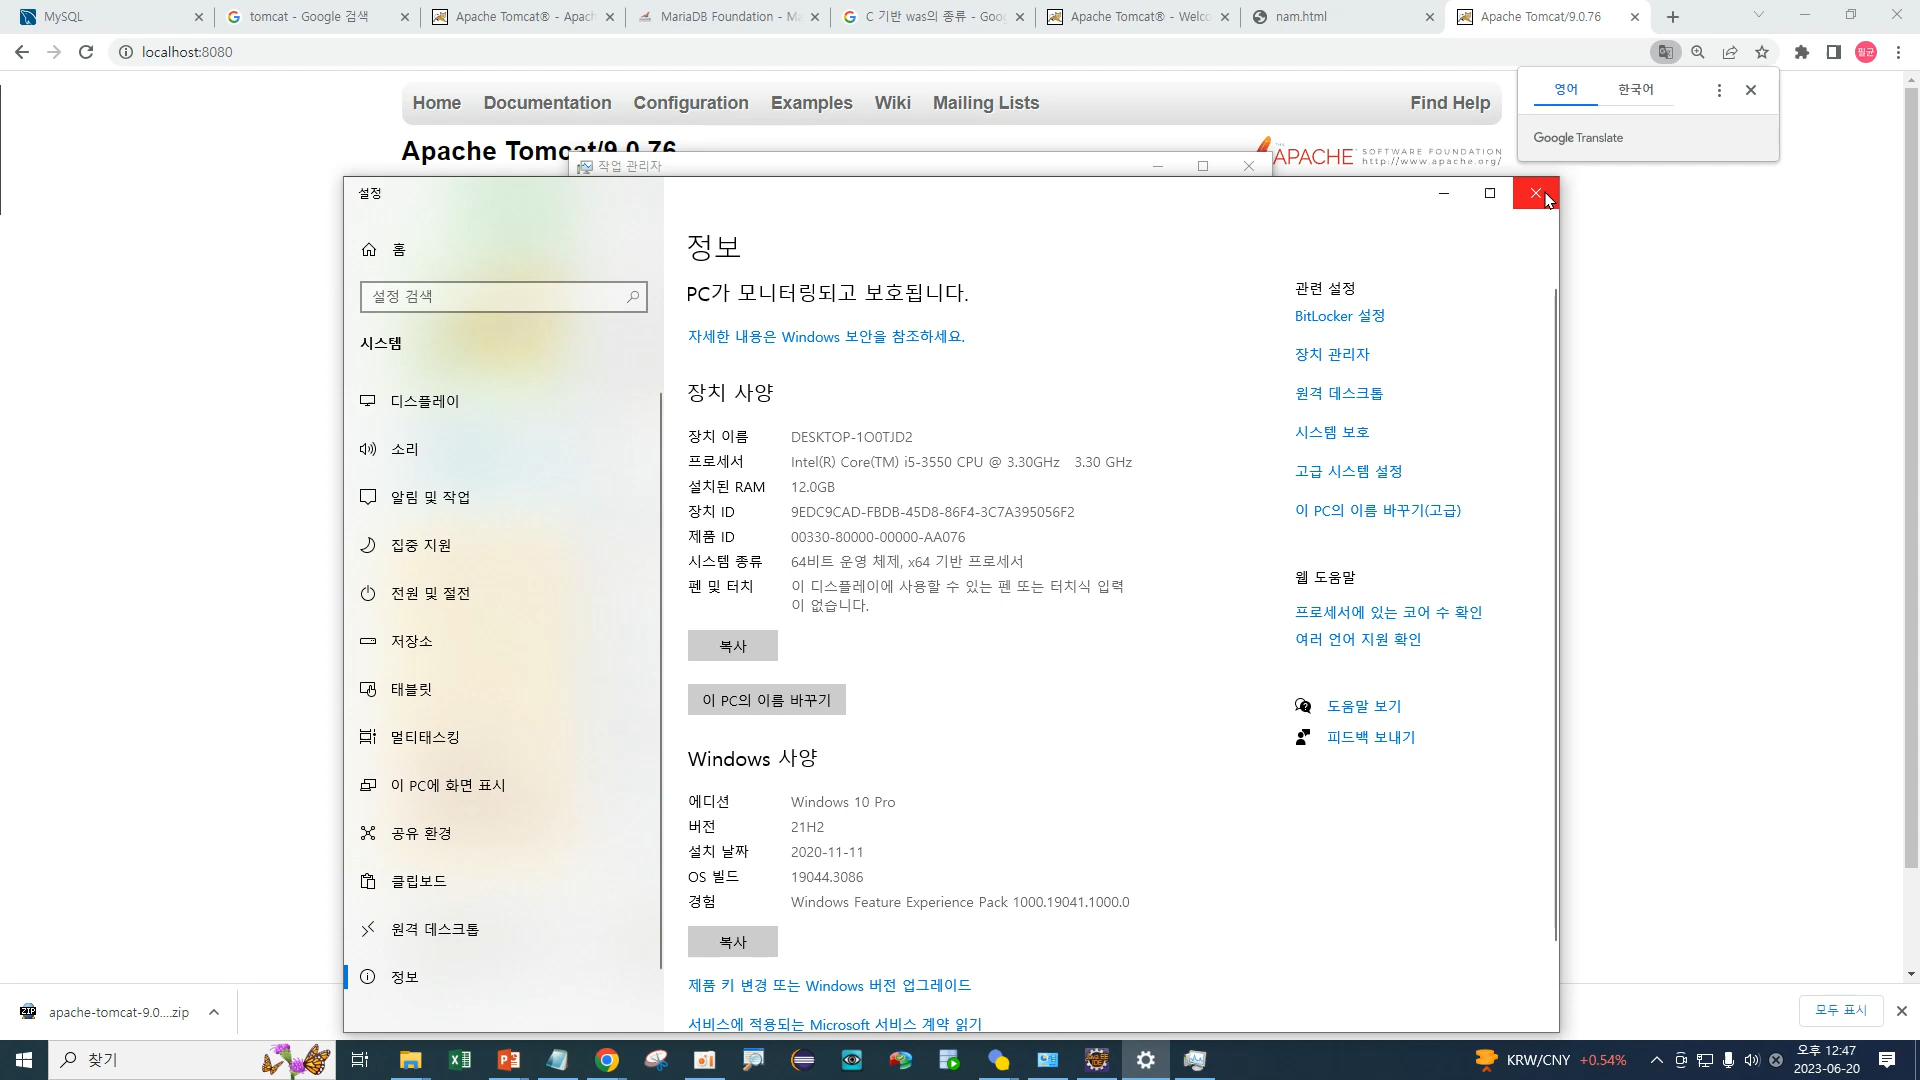 MySQL
tomcat - Google 검색
Apache Tomcat® - Apach
MariaDB Foundation - Ma
C 기반 was의 종류 - Goog
Apache Tomcat® - Welco
nam.html
Apache Tomcat/9.0.76
localhost:8080
필균
영어
한국어
Google Translate
Home
Documentation
Configuration
Examples
Wiki
Mailing Lists
Find Help
Apache Tomcat/9.0.76
THE
APACHE
SOFTWARE FOUNDATION
http://www.apache.org/
작업 관리자
설정
홈
설정 검색
시스템
디스플레이
소리
알림 및 작업
집중 지원
전원 및 절전
저장소
태블릿
멀티태스킹
이 PC에 화면 표시
공유 환경
클립보드
원격 데스크톱
정보
정보
PC가 모니터링되고 보호됩니다.
자세한 내용은 Windows 보안을 참조하세요.
장치 사양
장치 이름 DESKTOP-1O0TJD2
프로세서 Intel(R) Core(TM) i5-3550 CPU @ 3.30GHz 3.30 GHz
설치된 RAM 12.0GB
장치 ID 9EDC9CAD-FBDB-45D8-86F4-3C7A395056F2
제품 ID 00330-80000-00000-AA076
시스템 종류 64비트 운영 체제, x64 기반 프로세서
펜 및 터치 이 디스플레이에 사용할 수 있는 펜 또는 터치식 입력
이 없습니다.
복사
이 PC의 이름 바꾸기
Windows 사양
에디션 Windows 10 Pro
버전 21H2
설치 날짜 2020-11-11
OS 빌드 19044.3086
경험 Windows Feature Experience Pack 1000.19041.1000.0
복사
제품 키 변경 또는 Windows 버전 업그레이드
서비스에 적용되는 Microsoft 서비스 계약 읽기
관련 설정
BitLocker 설정
장치 관리자
원격 데스크톱
시스템 보호
고급 시스템 설정
이 PC의 이름 바꾸기(고급)
웹 도움말
프로세서에 있는 코어 수 확인
여러 언어 지원 확인
도움말 보기
피드백 보내기
ZIP
apache-tomcat-9.0....zip
모두 표시
찾기
KRW/CNY +0.54%
오후 12:47
2023-06-20